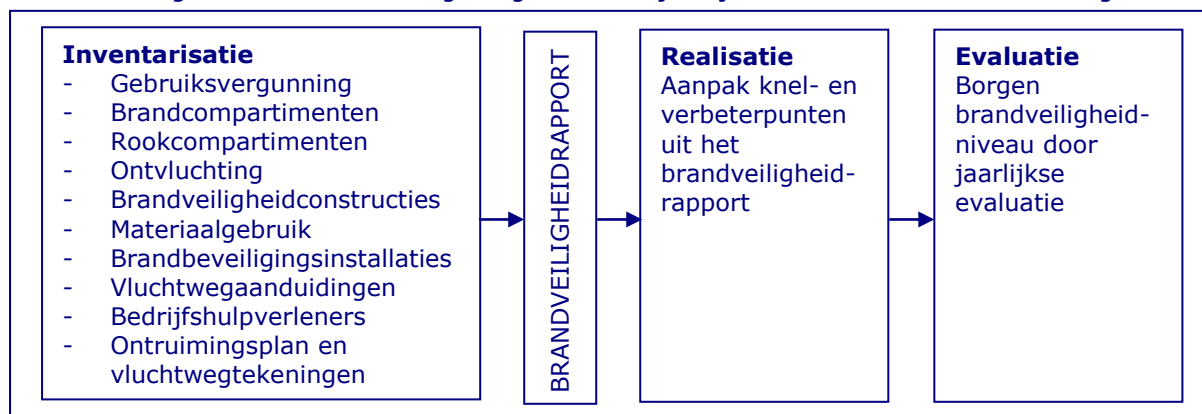 Inventarisatie
- Gebruiksvergunning
- Brandcompartimenten
- Rookcompartimenten
- Ontvluchting
- Brandveiligheidconstructies
- Materiaalgebruik
- Brandbeveiligingsinstallaties
- Vluchtwegaanduidingen
- Bedrijfshulpverleners
- Ontruimingsplan en
vluchtwegtekeningen
BRANDVEILIGHEIDRAPPORT
Realisatie
Aanpak knel- en
verbeterpunten
uit het
brandveiligheid-
rapport
Evaluatie
Borgen
brandveiligheid-
niveau door
jaarlijkse
evaluatie